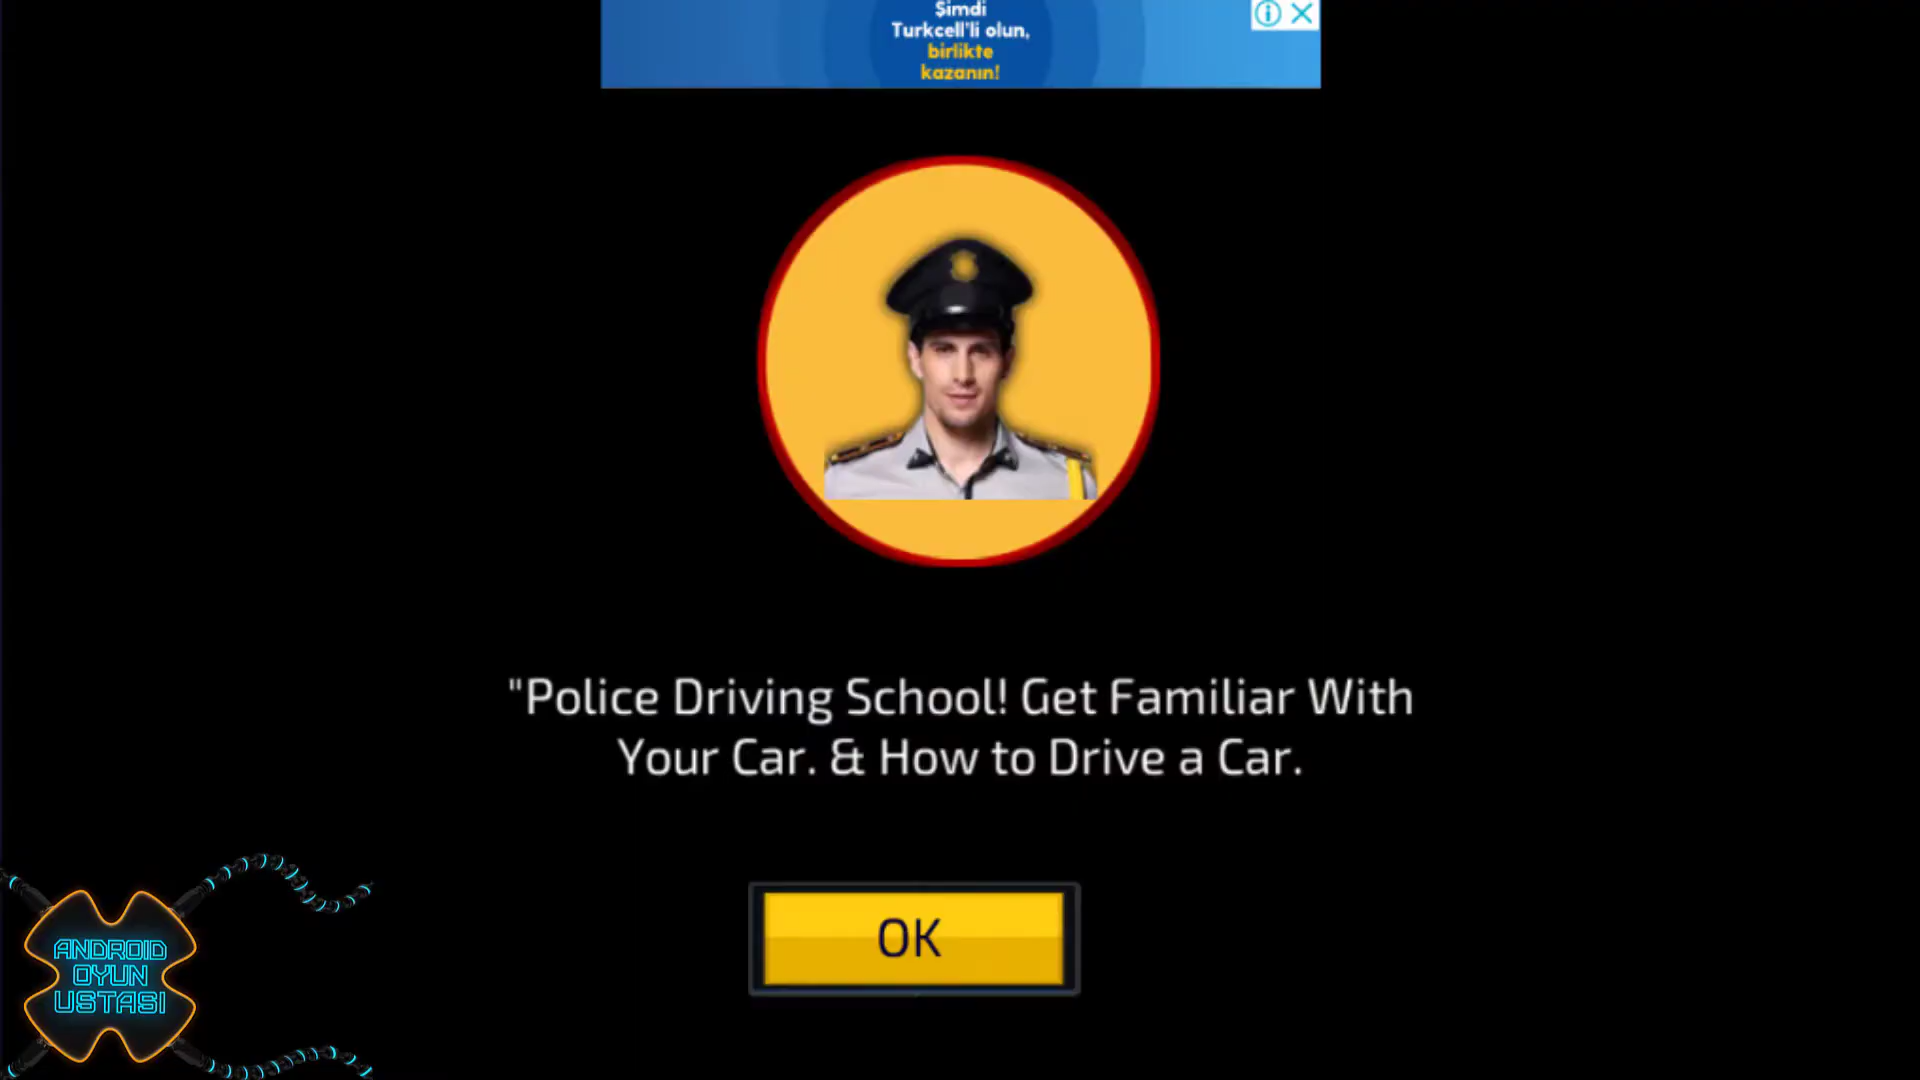 Şimdi
Turkcell'li olun,
birlikte
kazanın!
"Police Driving School! Get Familiar With
Your Car. & How to Drive a Car.
OK
ANDROID
OYUN
USTASI